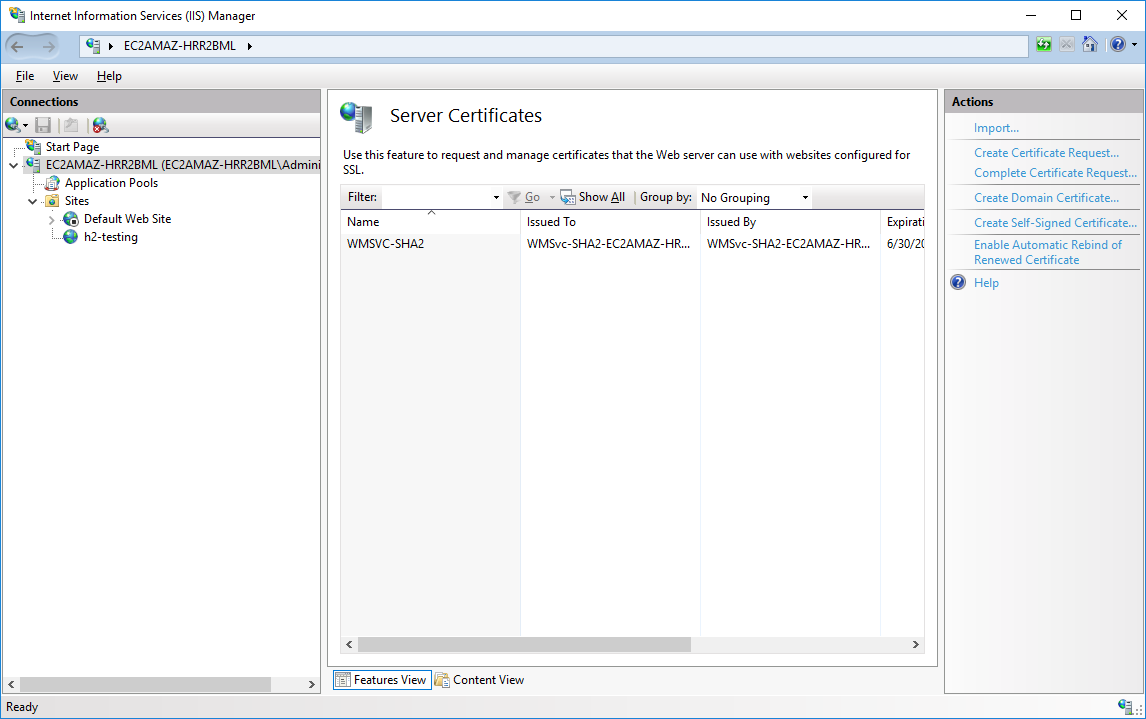 Internet Information Services (IIS) Manager
EC2AMAZ-HRR2BML
File View Help
Connections
Start Page
EC2AMAZ-HRR2BML (EC2AMAZ-HRR2BML\Admini
Application Pools
Sites
Default Web Site
h2-testing
Server Certificates
Use this feature to request and manage certificates that the Web server can use with websites configured for
SSL.
Filter: Go Show All Group by: No Grouping
Name Issued To Issued By Expirati
WMSVC-SHA2 WMSvc-SHA2-EC2AMAZ-HR... WMSvc-SHA2-EC2AMAZ-HR... 6/30/20
Features View Content View
Actions
Import...
Create Certificate Request...
Complete Certificate Request...
Create Domain Certificate...
Create Self-Signed Certificate...
Enable Automatic Rebind of
Renewed Certificate
Help
Ready